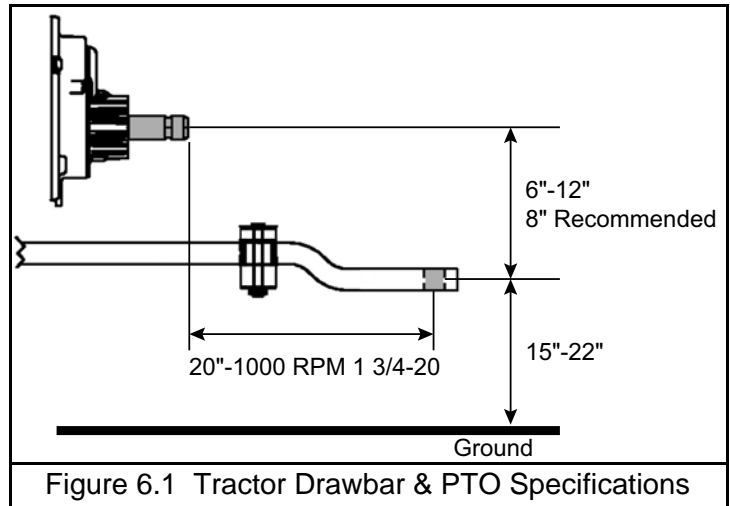 6"-12"
8" Recommended
20"-1000 RPM 1 3/4-20
15"-22"
Ground
Figure 6.1 Tractor Drawbar & PTO Specifications